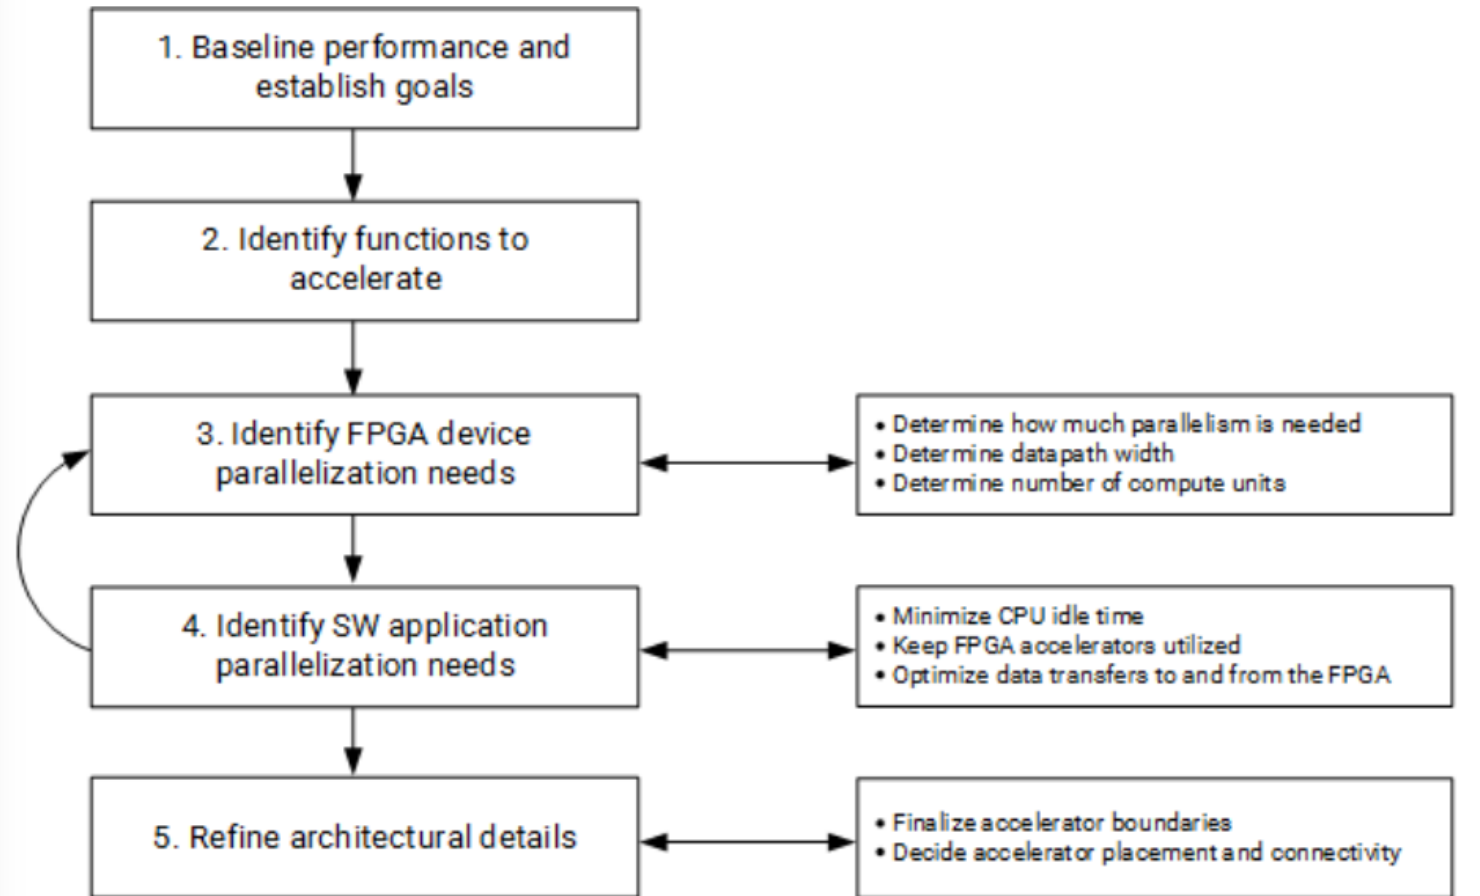 1. Baseline performance and
establish goals
2. Identify functions to
accelerate
3. Identify FPGA device
parallelization needs
• Determine how much parallelism is needed
• Determine datapath width
• Determine number of compute units
4. Identify SW application
parallelization needs
• Minimize CPU idle time
• Keep FPGA accelerators utilized
• Optimize data transfers to and from the FPGA
5. Refine architectural details
• Finalize accelerator boundaries
• Decide accelerator placement and connectivity